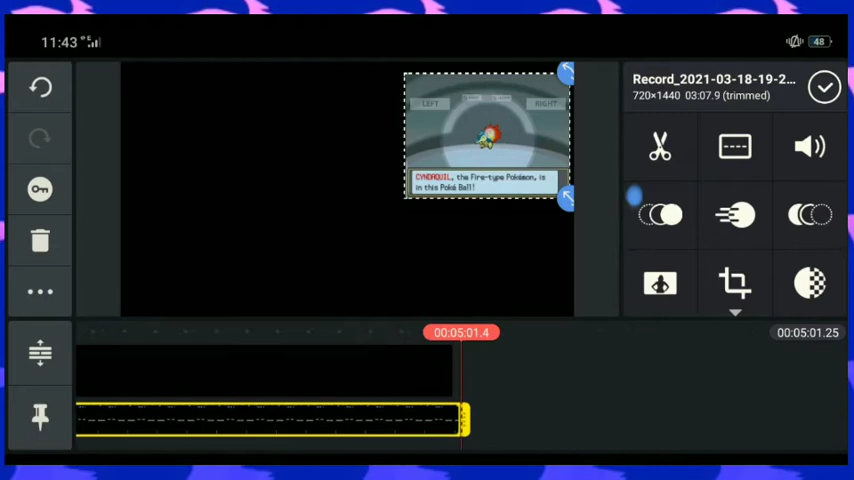 11:43
48
Record_2021-03-18-19-2...
720×1440 03:07.9 (trimmed)
LEFT
RIGHT
CYNDAQUIL, the Fire-type Pokémon, is
in this Poké Ball!
00:05:01.4
00:05:01.25